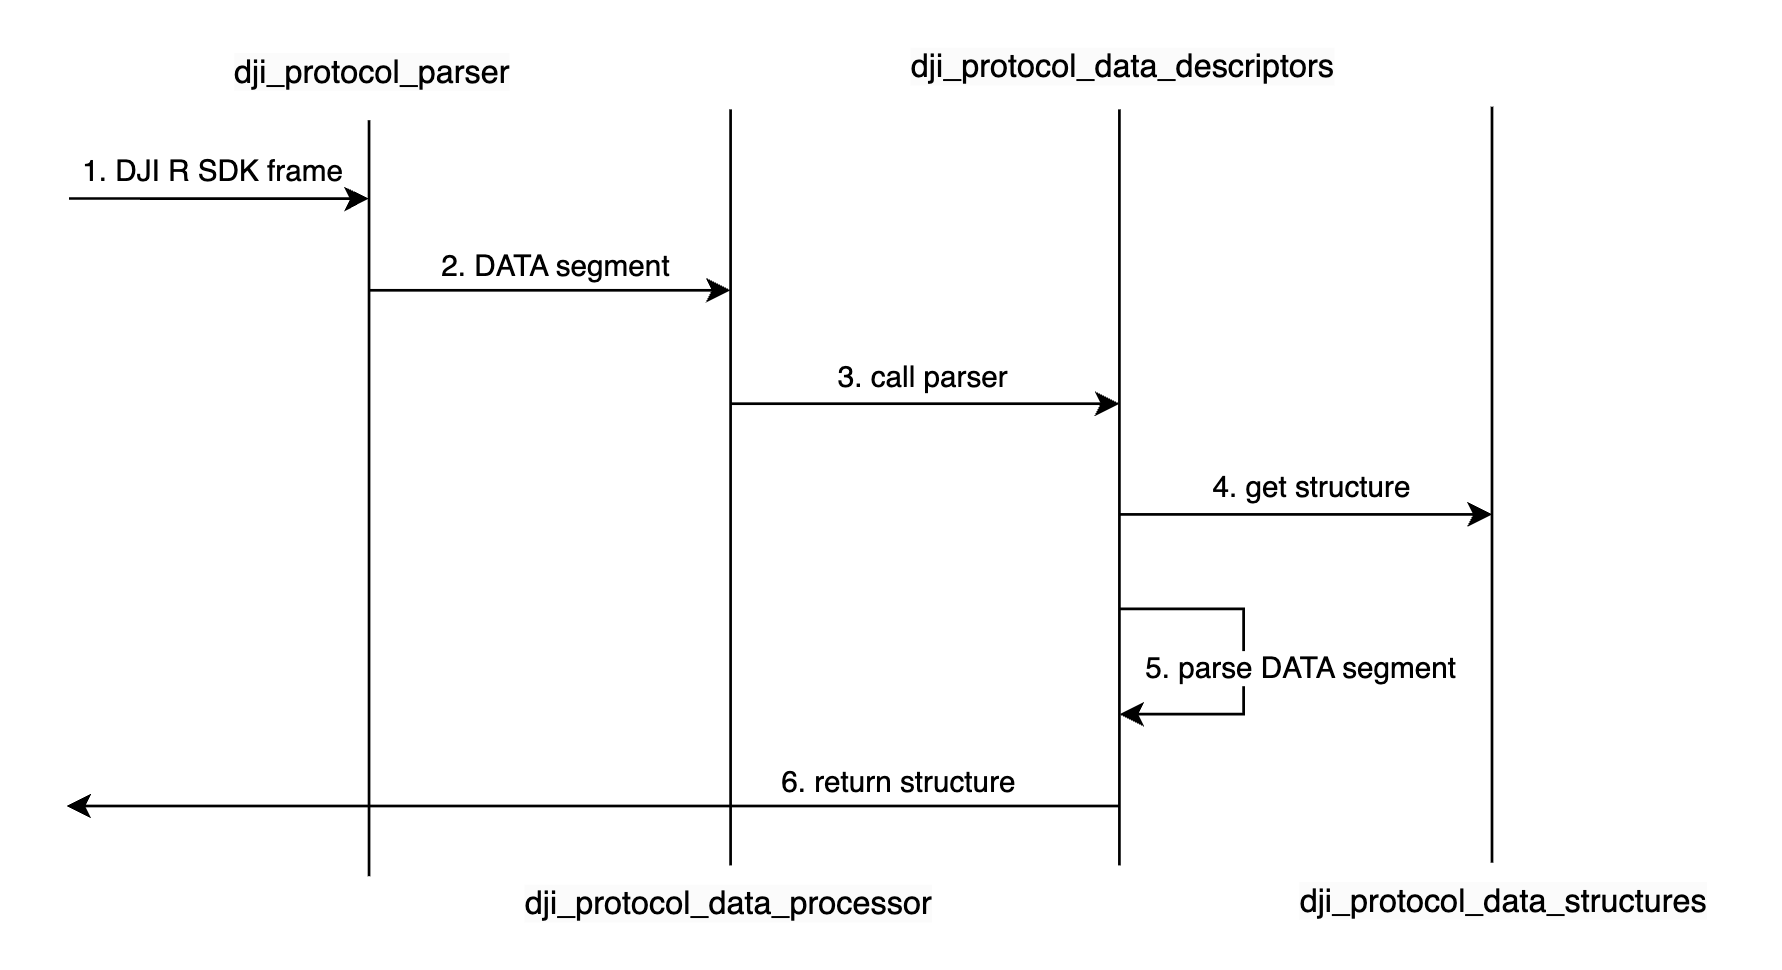 dji_protocol_parser
dji_protocol_data_descriptors
1. DJI R SDK frame
2. DATA segment
3. call parser
4. get structure
5. parse DATA segment
6. return structure
dji_protocol_data_processor
dji_protocol_data_structures